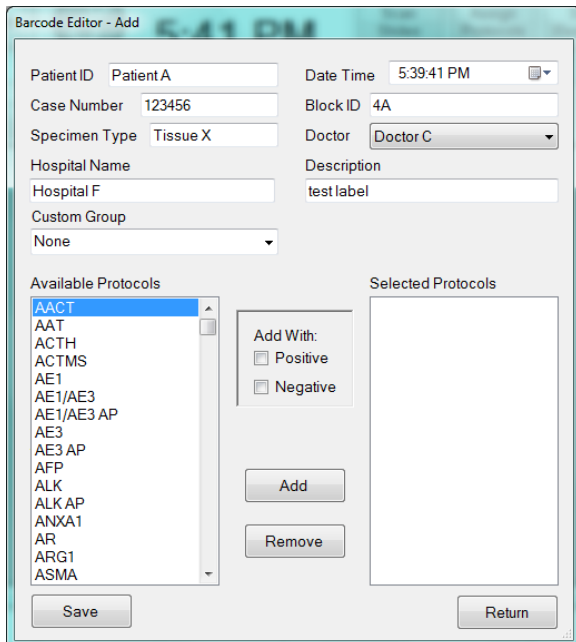 5:41 PM
Barcode Editor - Add
Patient ID Patient A
Date Time 5:39:41 PM
Case Number 123456
Block ID 4A
Specimen Type Tissue X
Doctor Doctor C
Hospital Name
Description
Hospital F
test label
Custom Group
None
Available Protocols
Selected Protocols
AACT
AAT
ACTH
ACTMS
AE1
AE1/AE3
AE1/AE3 AP
AE3
AE3 AP
AFP
ALK
ALK AP
ANXA1
AR
ARG1
ASMA
Add With:
Positive
Negative
Add
Remove
Save
Return